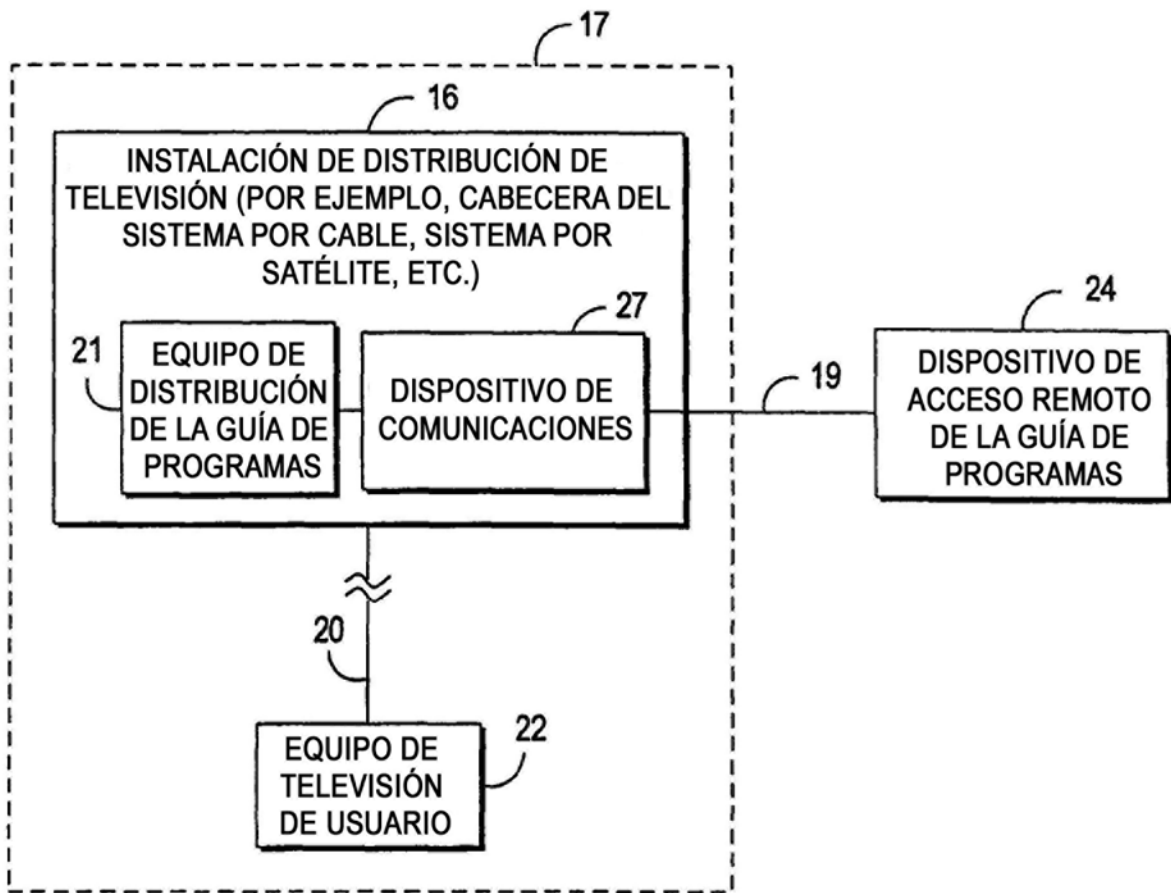 17
16
INSTALACIÓN DE DISTRIBUCIÓN DE
TELEVISIÓN (POR EJEMPLO, CABECERA DEL
SISTEMA POR CABLE, SISTEMA POR
SATÉLITE, ETC.)
27
24
21
EQUIPO DE
DISTRIBUCIÓN
DE LA GUÍA DE
PROGRAMAS
DISPOSITIVO DE
COMUNICACIONES
19
DISPOSITIVO DE
ACCESO REMOTO
DE LA GUÍA DE
PROGRAMAS
20
22
EQUIPO DE
TELEVISIÓN
DE USUARIO